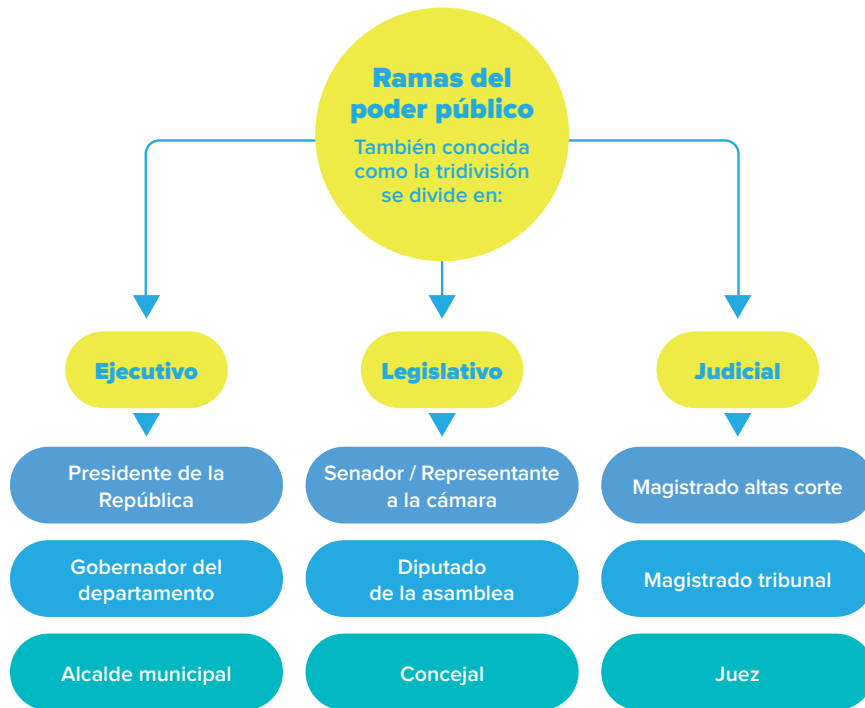 Ramas del
poder público
También conocida
como la tridivisión
se divide en:
Ejecutivo
Legislativo
Judicial
Presidente de la
República
Senador / Representante
a la cámara
Magistrado altas corte
Gobernador del
departamento
Diputado
de la asamblea
Magistrado tribunal
Alcalde municipal
Concejal
Juez